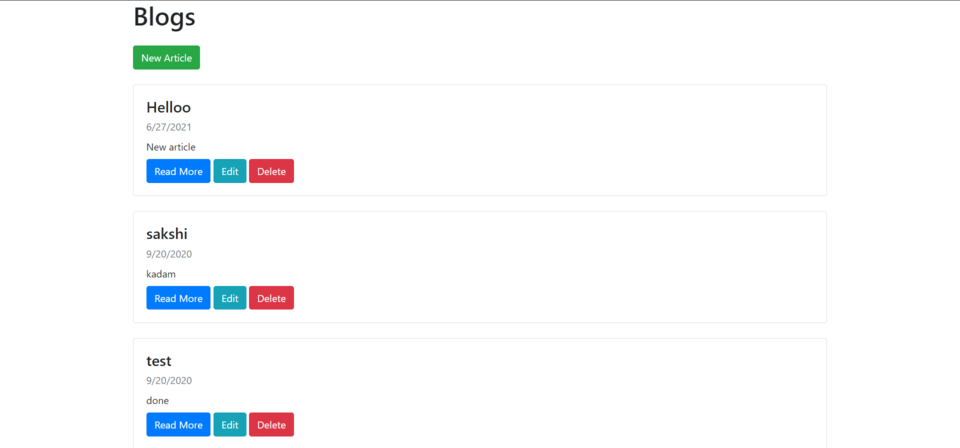 Blogs
New Article
Helloo
6/27/2021
New article
Read More Edit Delete
sakshi
9/20/2020
kadam
Read More Edit Delete
test
9/20/2020
done
Read More Edit Delete